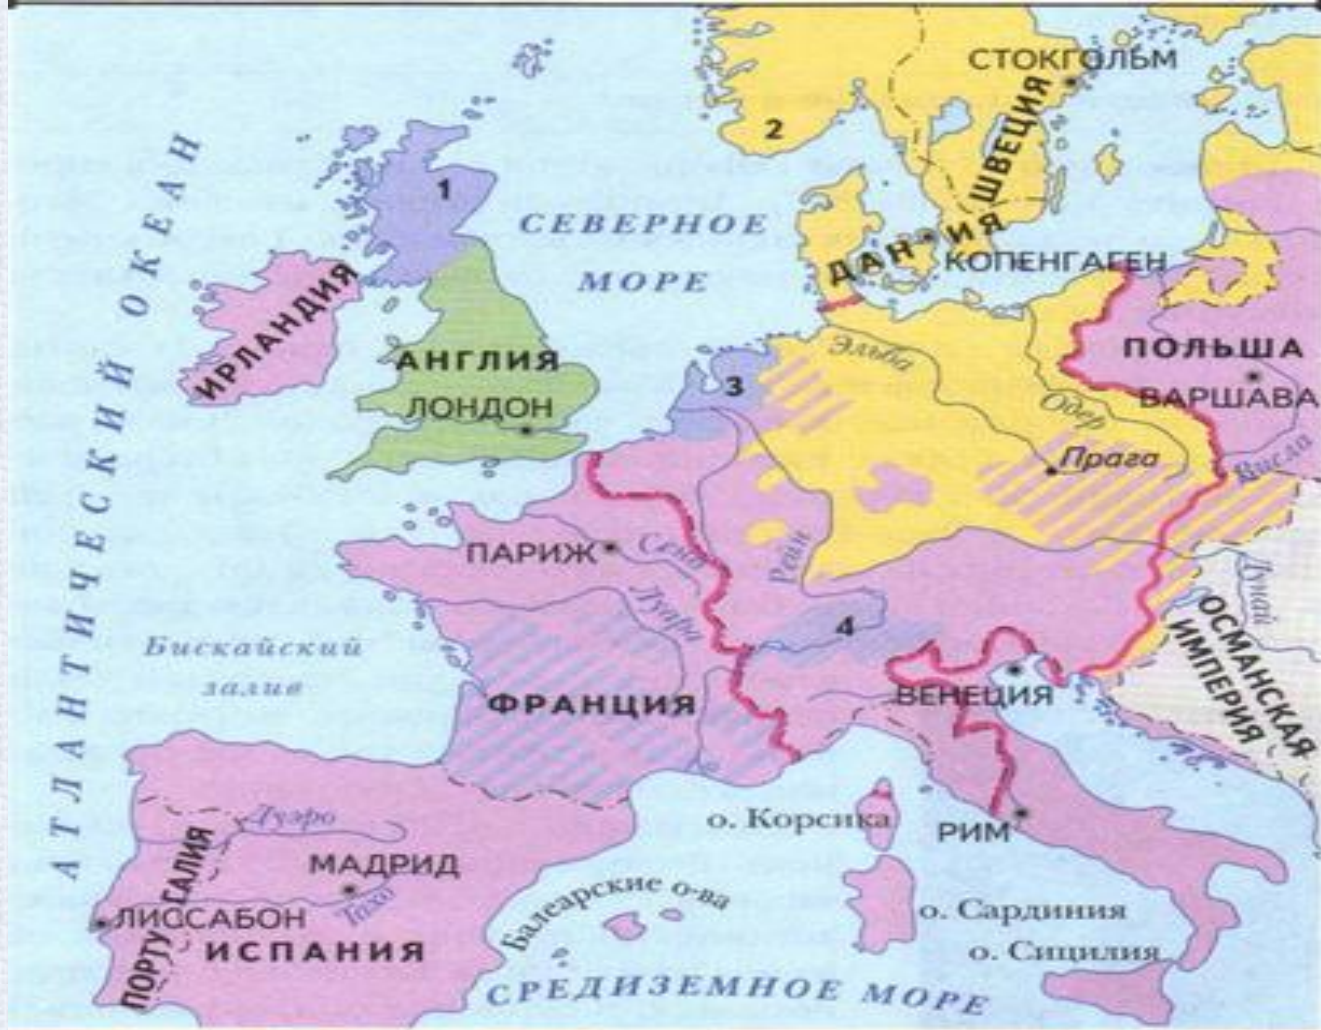 СТОКГОЛЬМ
ШВЕЦИЯ
2
АТЛАНТИЧЕСКИЙ ОКЕАН
1
СЕВЕРНОЕ
МОРЕ
ДАНИЯ
КОПЕНГАГЕН
ИРЛАНДИЯ
АНГЛИЯ
ЛОНДОН
3
Эльба
Одер
ПОЛЬША
ВАРШАВА
Прага
Висла
ПАРИЖ
Сена
Рейн
Луара
4
Дунай
ОСМАНСКАЯ
ИМПЕРИЯ
Бискайский
залив
ФРАНЦИЯ
ВЕНЕЦИЯ
о. Корсика
РИМ
Дуэро
ПОРТУГАЛИЯ
МАДРИД
Тахо
ЛИССАБОН
ИСПАНИЯ
Балеарские о-ва
о. Сардиния
о. Сицилия
СРЕДИЗЕМНОЕ МОРЕ